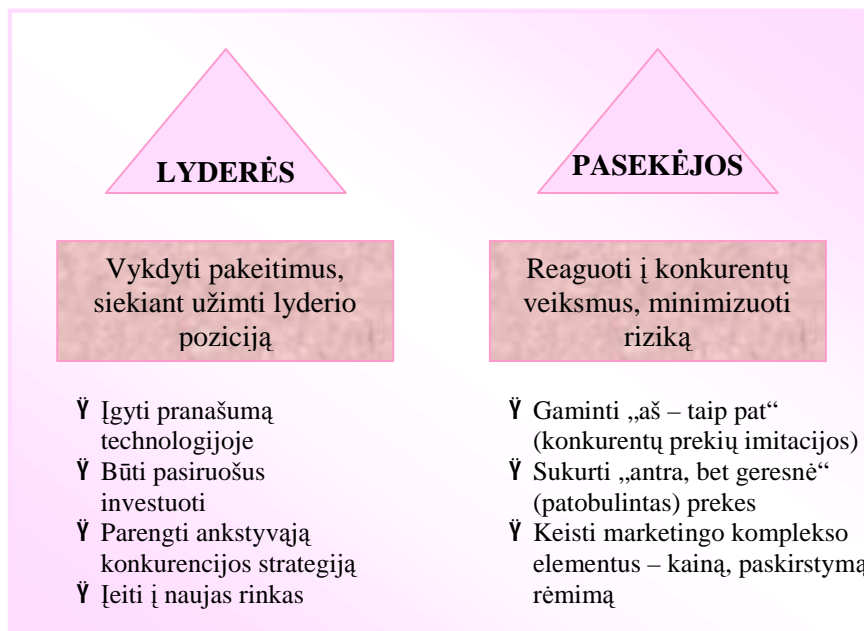 LYDERĖS
Vykdyti pakeitimus,
siekiant užimti lyderio
poziciją
Ÿ Įgyti pranašumą
technologijoje
Ÿ Būti pasiruošus
investuoti
Ÿ Parengti ankstyvąją
konkurencijos strategiją
Ÿ Įeiti į naujas rinkas
PASEKĖJOS
Reaguoti į konkurentų
veiksmus, minimizuoti
riziką
Ÿ Gaminti „aš – taip pat“
(konkurentų prekių imitacijos)
Ÿ Sukurti „antra, bet geresnė“
(patobulintas) prekes
Ÿ Keisti marketingo komplekso
elementus – kainą, paskirstymą
rėmimą